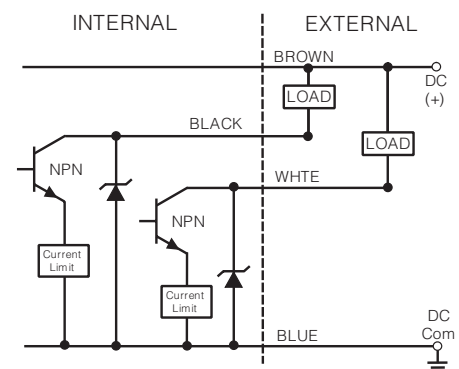 INTERNAL
EXTERNAL
BROWN
DC
(+)
LOAD
BLACK
LOAD
NPN
WHTE
NPN
Current
Limit
Current
Limit
DC
Com
BLUE